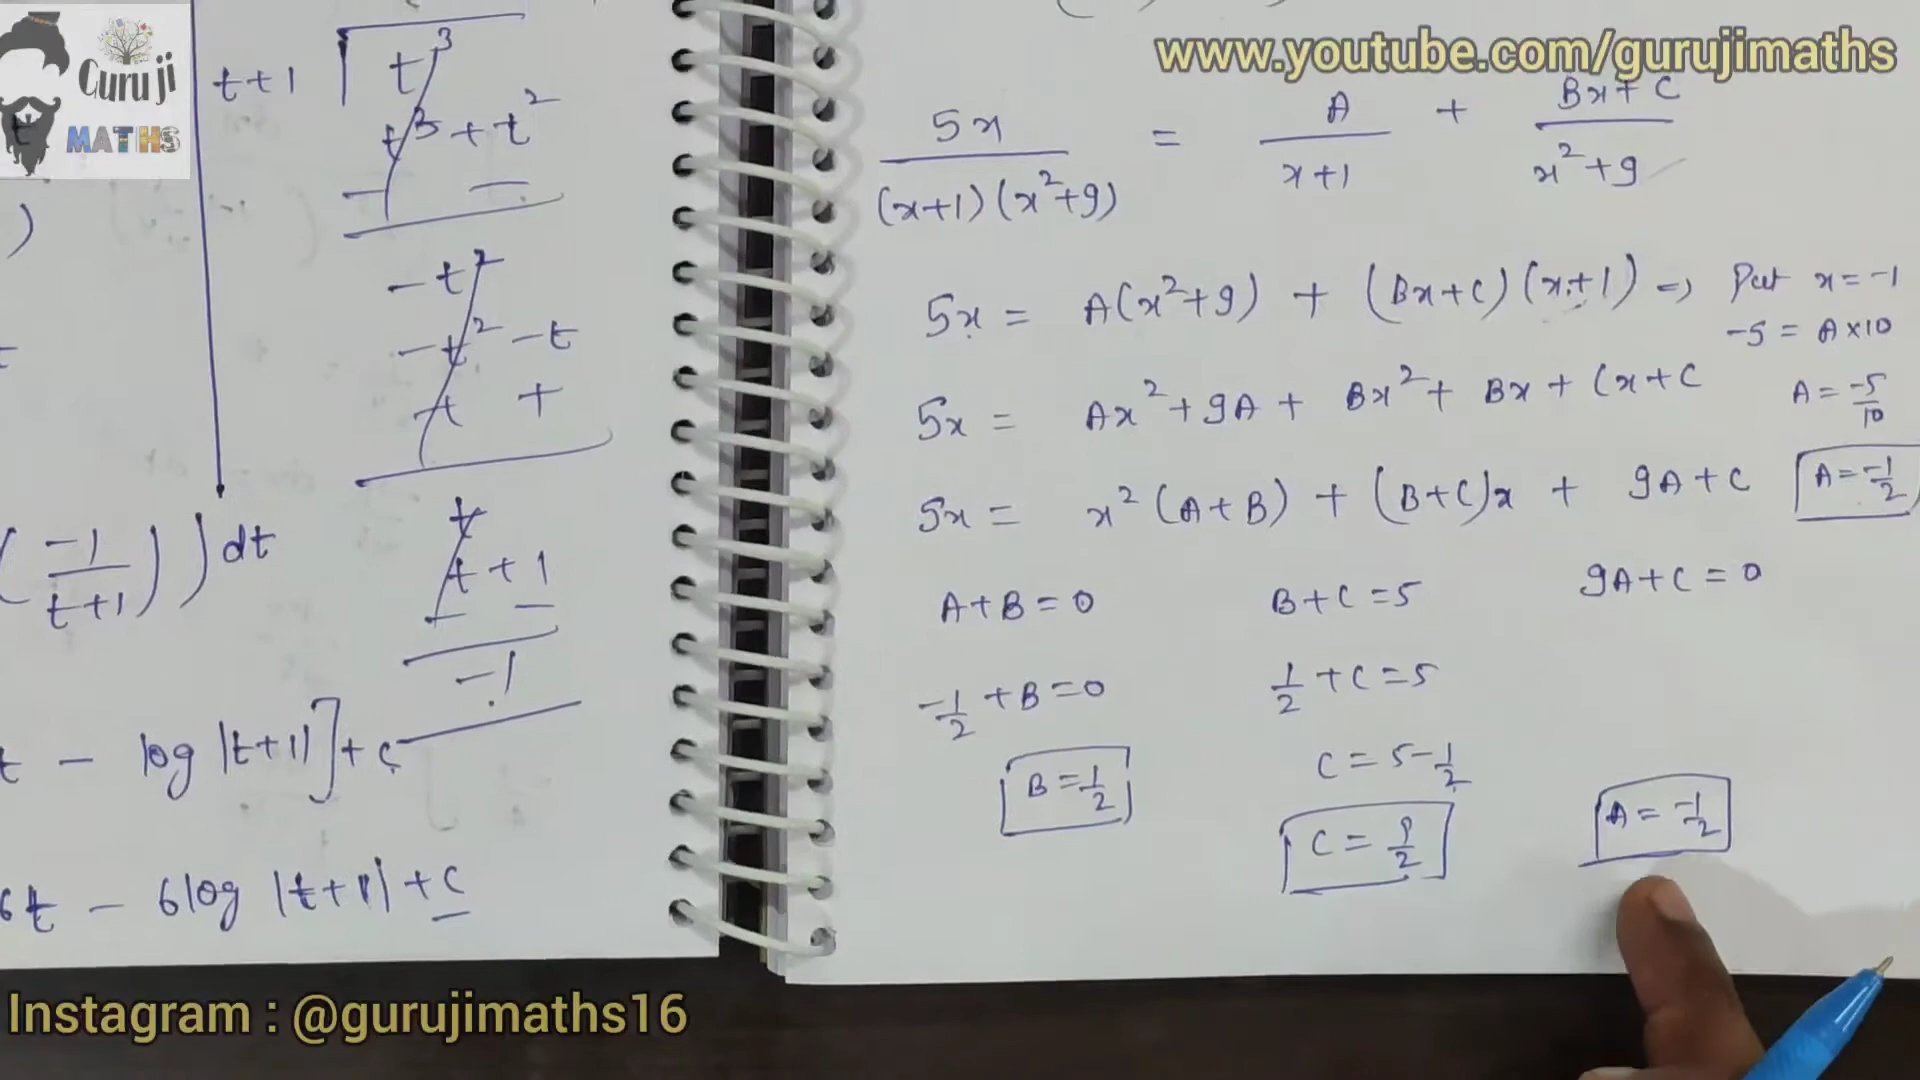 Guruji
MATHS
www.youtube.com/gurujimaths
t+1
t³
t³ + t²
- -
)
-t²
-t² - t
+ +
t
t + 1
- -
-1
(-1/(t+1)))dt
t - log |t+1|] + c
6t - 6log |t+1| + c
5x/((x+1)(x²+9)) = A/(x+1) + (Bx+C)/(x²+9)
5x = A(x²+9) + (Bx+C)(x+1) => Put x = -1
-5 = A×10
5x = Ax² + 9A + Bx² + Bx + Cx + C
A = -5/10
5x = x²(A+B) + (B+C)x + 9A+C
A = -1/2
A+B=0 B+C=5 9A+C=0
-1/2 + B = 0 1/2 + C = 5
B = 1/2 C = 5 - 1/2
C = 9/2 A = -1/2
Instagram : @gurujimaths16